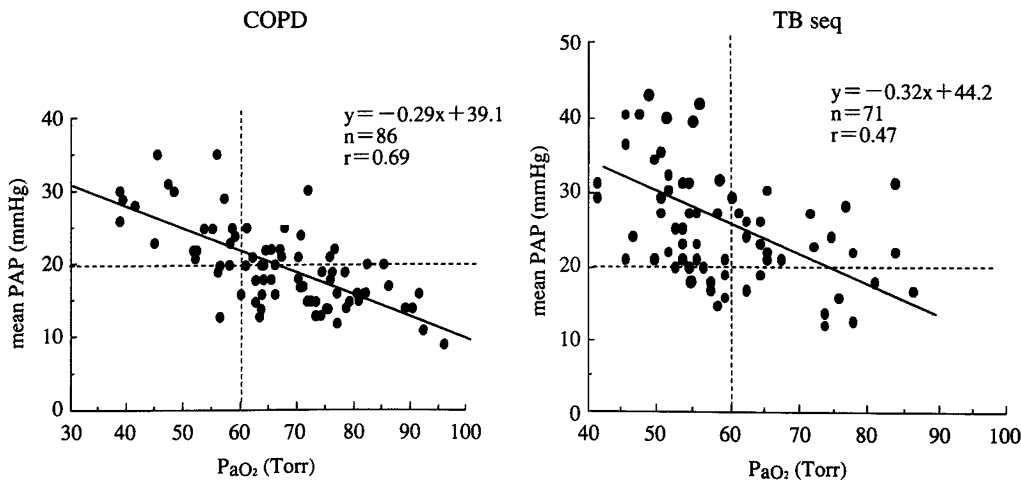 COPD
mean PAP (mmHg)
40
30
20
10
0
30 40 50 60 70 80 90 100
PaO₂ (Torr)
y=−0.29x+39.1
n=86
r=0.69
TB seq
mean PAP (mmHg)
50
40
30
20
10
0
40 50 60 70 80 90 100
PaO₂ (Torr)
y=−0.32x+44.2
n=71
r=0.47